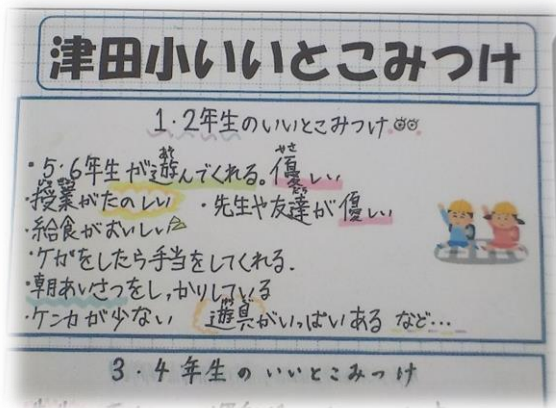 津田小いいとこみつけ
1・2年生のいいとこみつけ
・5・6年生が遊んでくれる。優しい
・授業がたのしい ・先生や友達が優しい
・給食がおいしい
・ケガをしたら手当をしてくれる.
・朝あいさつをしっかりしている
・ケンカが少ない 遊具がいっぱいある など…
3・4年生のいいとこみつけ